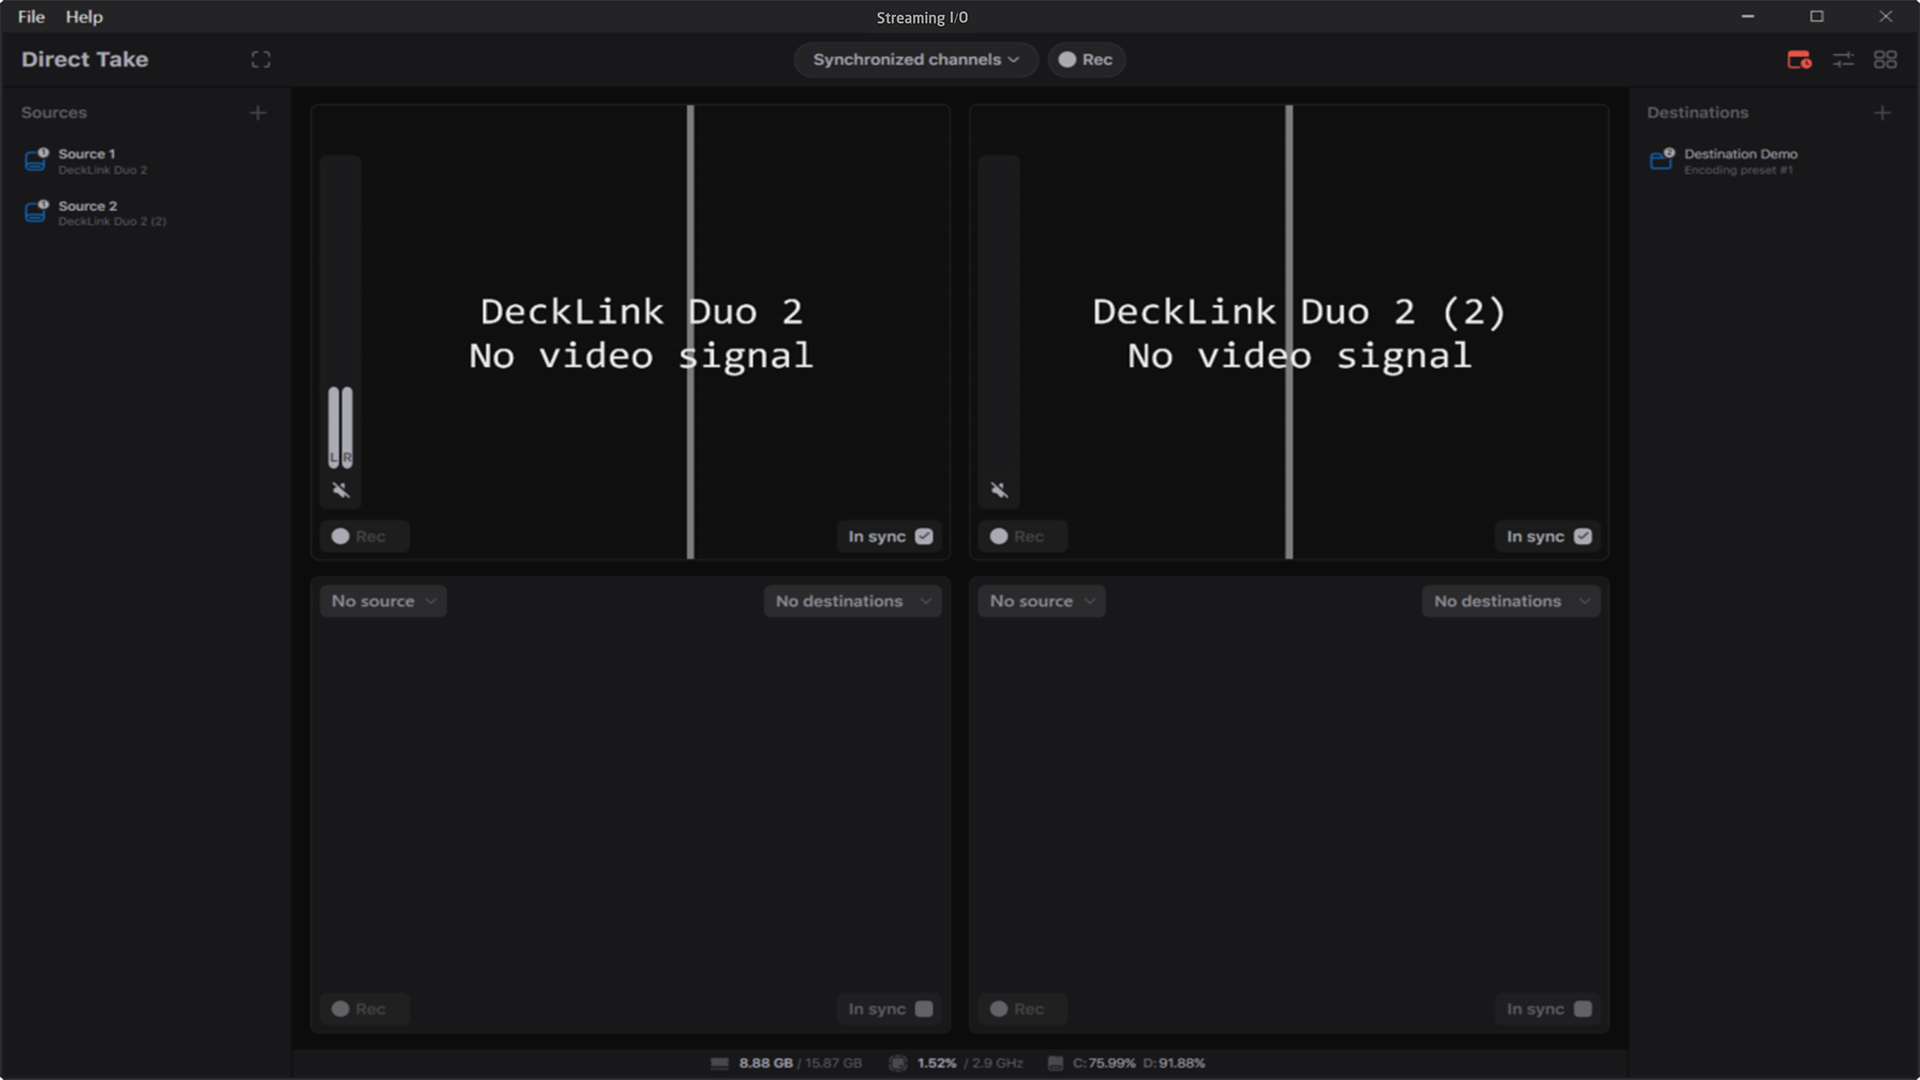 File Help
Streaming I/O
Direct Take
Synchronized channels
Rec
Sources
Source 1
DeckLink Duo 2
Source 2
DeckLink Duo 2 (2)
DeckLink Duo 2
No video signal
L R
Rec
In sync
DeckLink Duo 2 (2)
No video signal
Rec
In sync
Destinations
2
Destination Demo
Encoding preset #1
No source
No destinations
Rec
In sync
No source
No destinations
Rec
In sync
8.88 GB / 15.87 GB
1.52% / 2.9 GHz
C:75.99% D:91.88%